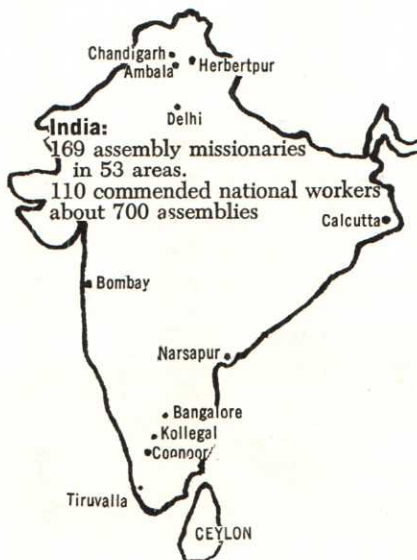 Chandigarh
Ambala
Herbertpur
Delhi
India:
169 assembly missionaries
in 53 areas.
110 commended national workers
about 700 assemblies
Calcutta
Bombay
Narsapur
Bangalore
Kollegal
Coonoor
Tiruvalla
CEYLON